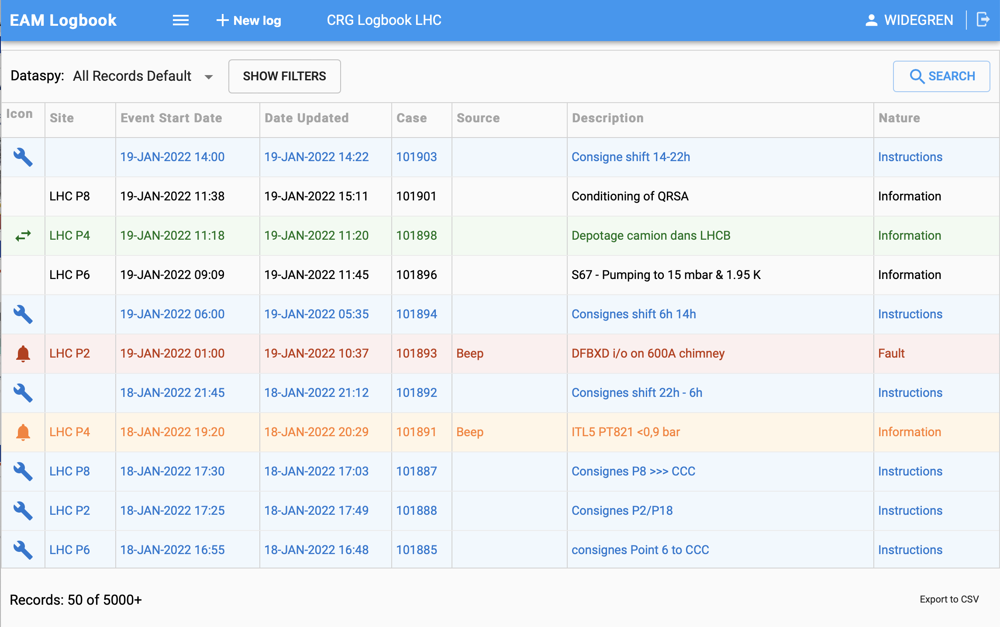 EAM Logbook New log CRG Logbook LHC WIDEGREN
Dataspy: All Records Default SHOW FILTERS SEARCH
Icon Site Event Start Date Date Updated Case Source Description Nature
19-JAN-2022 14:00 19-JAN-2022 14:22 101903 Consigne shift 14-22h Instructions
LHC P8 19-JAN-2022 11:38 19-JAN-2022 15:11 101901 Conditioning of QRSA Information
LHC P4 19-JAN-2022 11:18 19-JAN-2022 11:20 101898 Depotage camion dans LHCB Information
LHC P6 19-JAN-2022 09:09 19-JAN-2022 11:45 101896 S67 - Pumping to 15 mbar & 1.95 K Information
19-JAN-2022 06:00 19-JAN-2022 05:35 101894 Consignes shift 6h 14h Instructions
LHC P2 19-JAN-2022 01:00 19-JAN-2022 10:37 101893 Beep DFBXD i/o on 600A chimney Fault
18-JAN-2022 21:45 18-JAN-2022 21:12 101892 Consignes shift 22h - 6h Instructions
LHC P4 18-JAN-2022 19:20 18-JAN-2022 20:29 101891 Beep ITL5 PT821 <0,9 bar Information
LHC P8 18-JAN-2022 17:30 18-JAN-2022 17:03 101887 Consignes P8 >>> CCC Instructions
LHC P2 18-JAN-2022 17:25 18-JAN-2022 17:49 101888 Consignes P2/P18 Instructions
LHC P6 18-JAN-2022 16:55 18-JAN-2022 16:48 101885 consignes Point 6 to CCC Instructions
Records: 50 of 5000+ Export to CSV